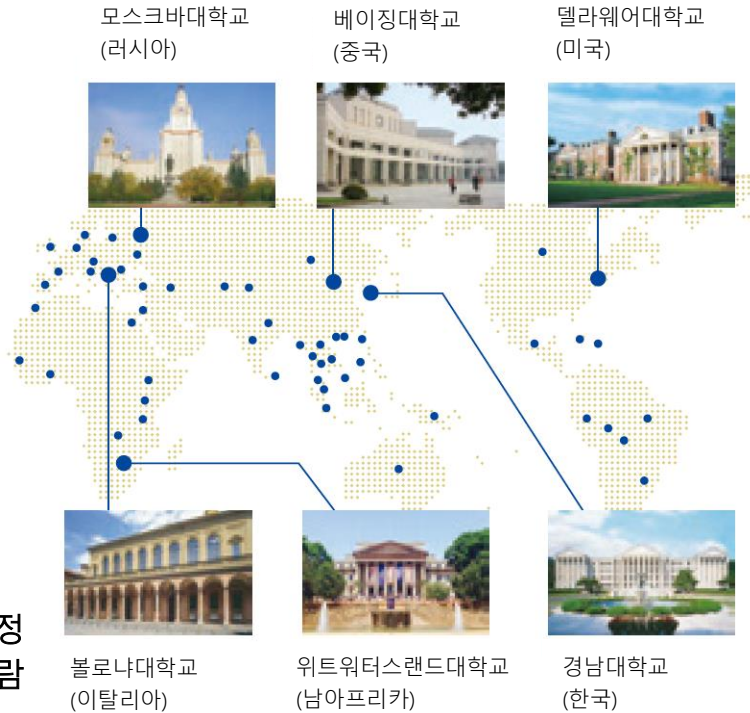 모스크바대학교
(러시아)
베이징대학교
(중국)
델라웨어대학교
(미국)
정
람
볼로냐대학교
(이탈리아)
위트워터스랜드대학교
(남아프리카)
경남대학교
(한국)